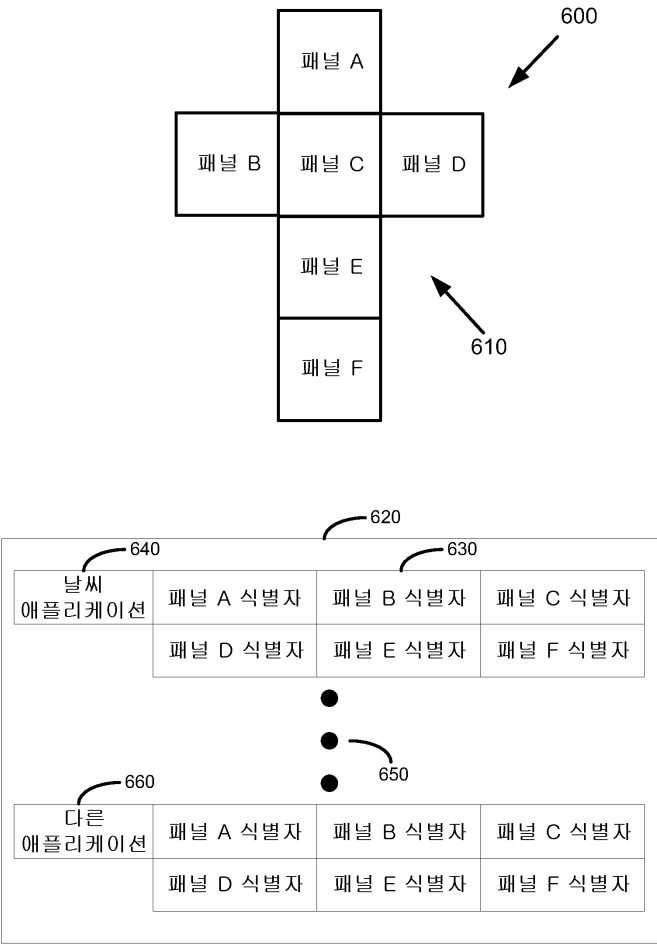 600
패널 A
패널 B 패널 C 패널 D
패널 E
610
패널 F
620
640 630
날씨
애플리케이션
패널 A 식별자 패널 B 식별자 패널 C 식별자
패널 D 식별자 패널 E 식별자 패널 F 식별자
650
660
다른
애플리케이션
패널 A 식별자 패널 B 식별자 패널 C 식별자
패널 D 식별자 패널 E 식별자 패널 F 식별자